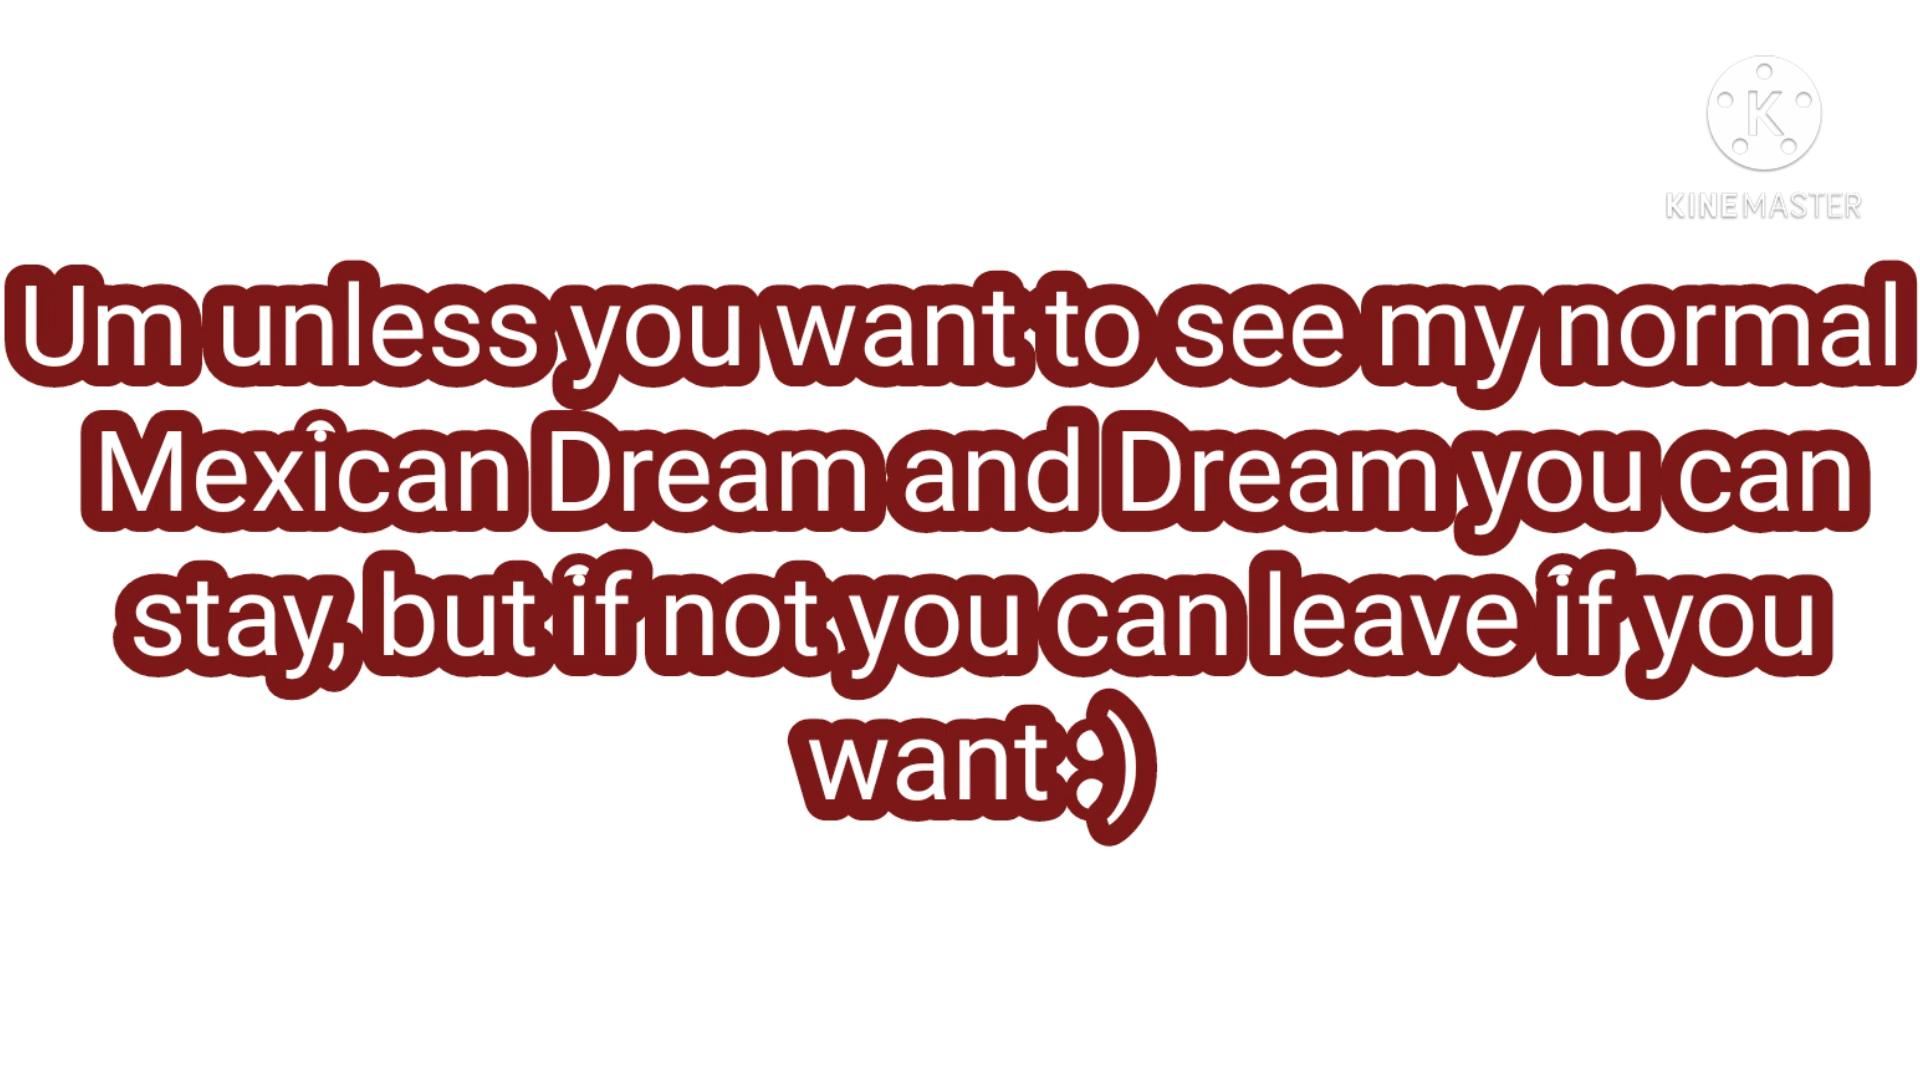 K
KINEMASTER
Um unless you want to see my normal
Mexican Dream and Dream you can
stay, but if not you can leave if you
want :)